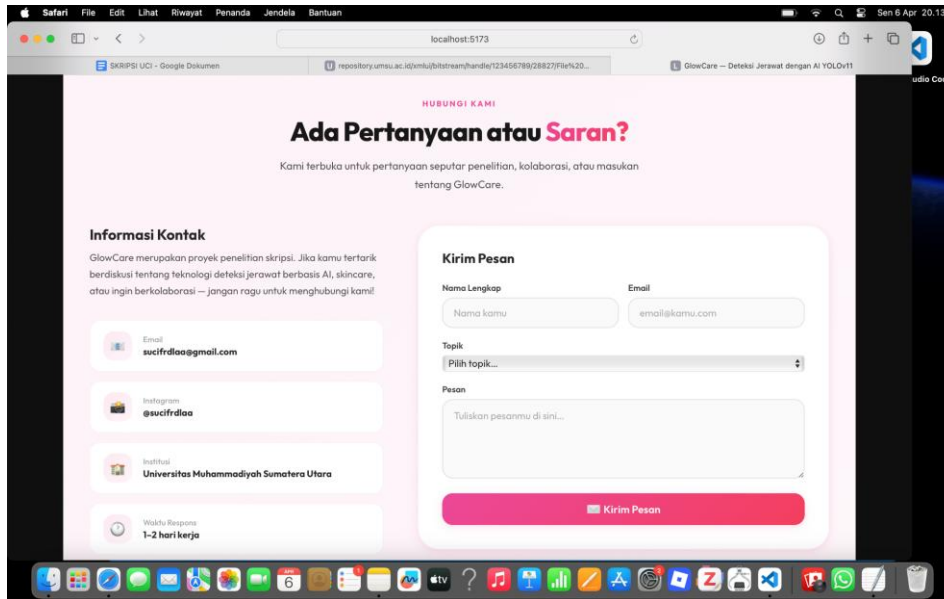 Safari File Edit Lihat Riwayat Penanda Jendela Bantuan Sen 6 Apr 20.13
localhost:5173
SKRIPSI UCI - Google Dokumen
repository.umsu.ac.id/xmlui/bitstream/handle/123456789/28827/File%20...
GlowCare — Deteksi Jerawat dengan AI YOLOv11
HUBUNGI KAMI
Ada Pertanyaan atau Saran?
Kami terbuka untuk pertanyaan seputar penelitian, kolaborasi, atau masukan
tentang GlowCare.
Informasi Kontak
GlowCare merupakan proyek penelitian skripsi. Jika kamu tertarik
berdiskusi tentang teknologi deteksi jerawat berbasis AI, skincare,
atau ingin berkolaborasi — jangan ragu untuk menghubungi kami!
Email
sucifrdlaa@gmail.com
Instagram
@sucifrdlaa
Institusi
Universitas Muhammadiyah Sumatera Utara
Waktu Respons
1–2 hari kerja
Kirim Pesan
Nama Lengkap Email
Nama kamu email@kamu.com
Topik
Pilih topik...
Pesan
Tuliskan pesanmu di sini...
Kirim Pesan
udio Co
APR
6
tv